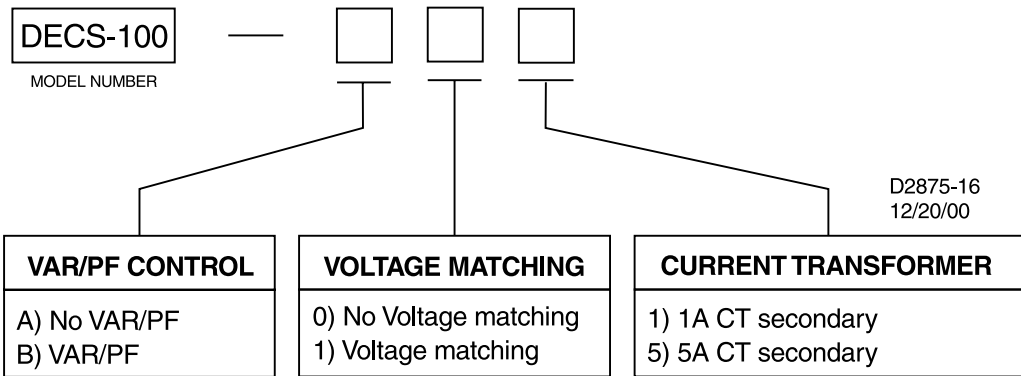 DECS-100
MODEL NUMBER
D2875-16
12/20/00
VAR/PF CONTROL
A) No VAR/PF
B) VAR/PF
VOLTAGE MATCHING
0) No Voltage matching
1) Voltage matching
CURRENT TRANSFORMER
1) 1A CT secondary
5) 5A CT secondary